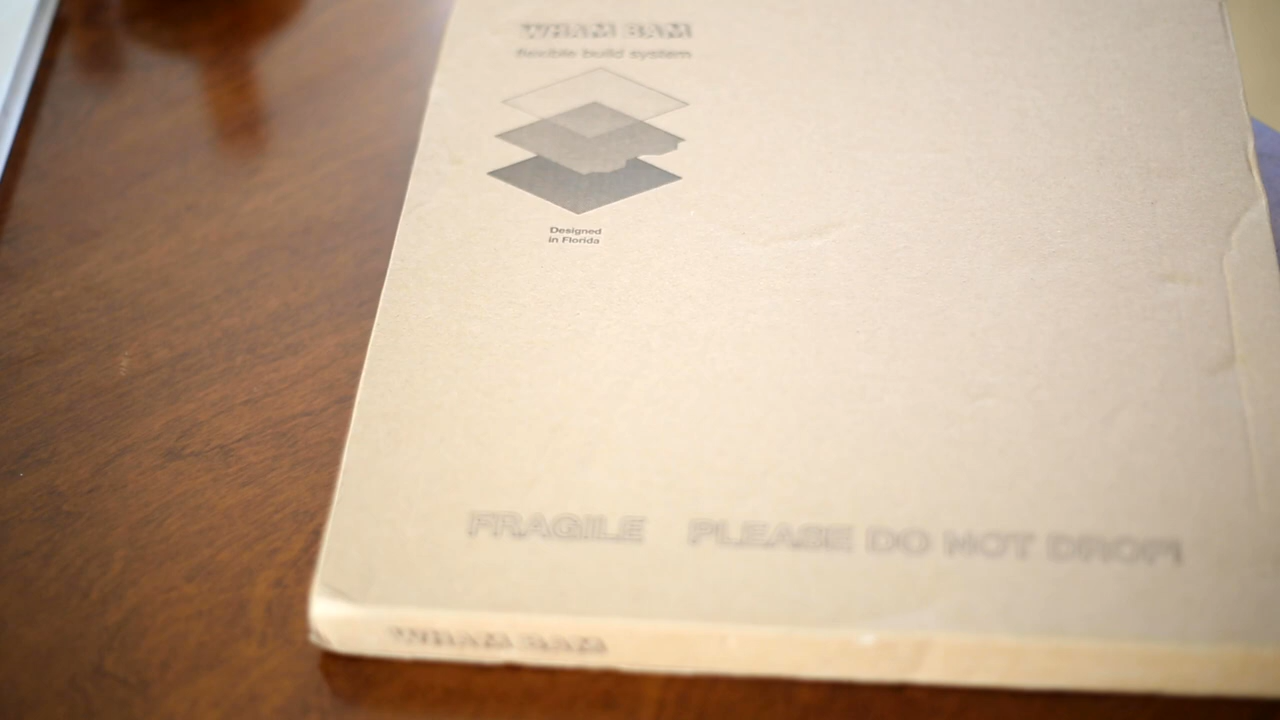 WHAM BAM
flexible build system
Designed
in Florida
FRAGILE PLEASE DO NOT DROP!
WHAM BAM